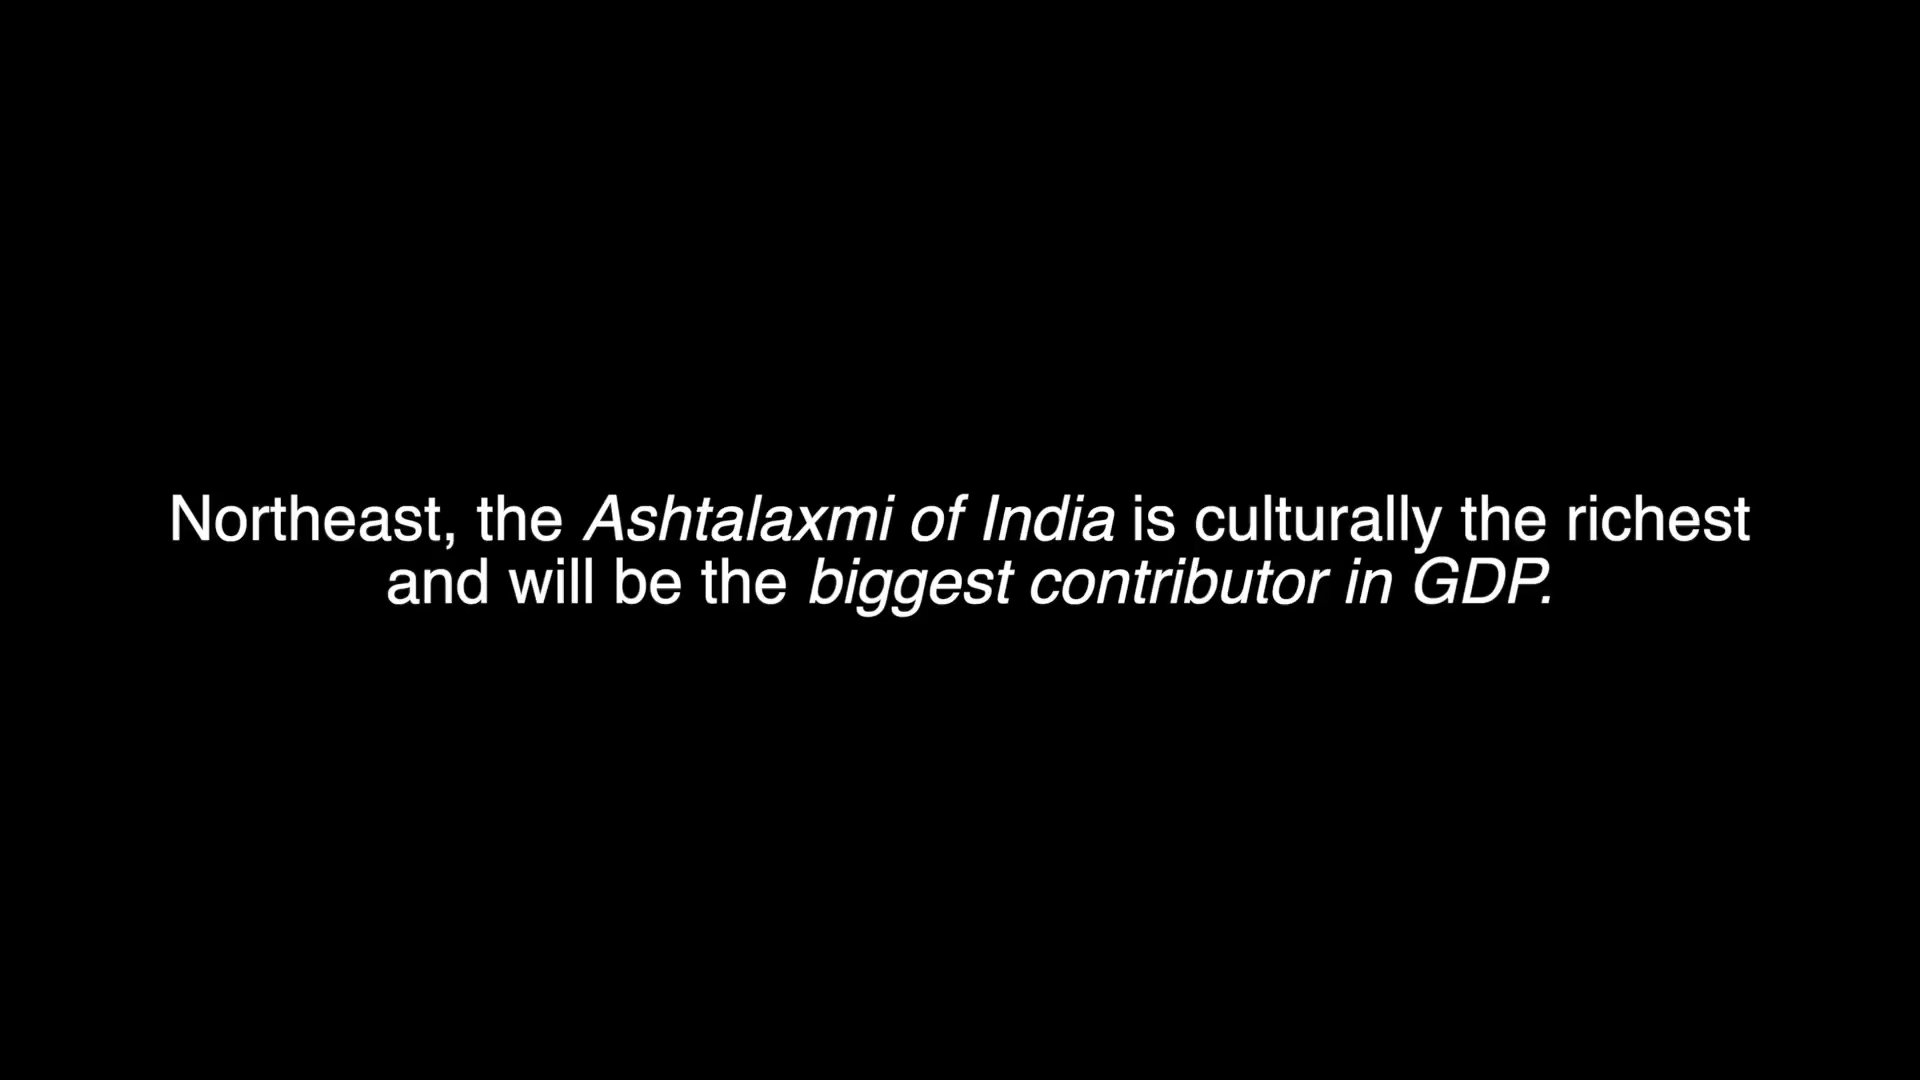 Northeast, the Ashtalaxmi of India is culturally the richest
and will be the biggest contributor in GDP.